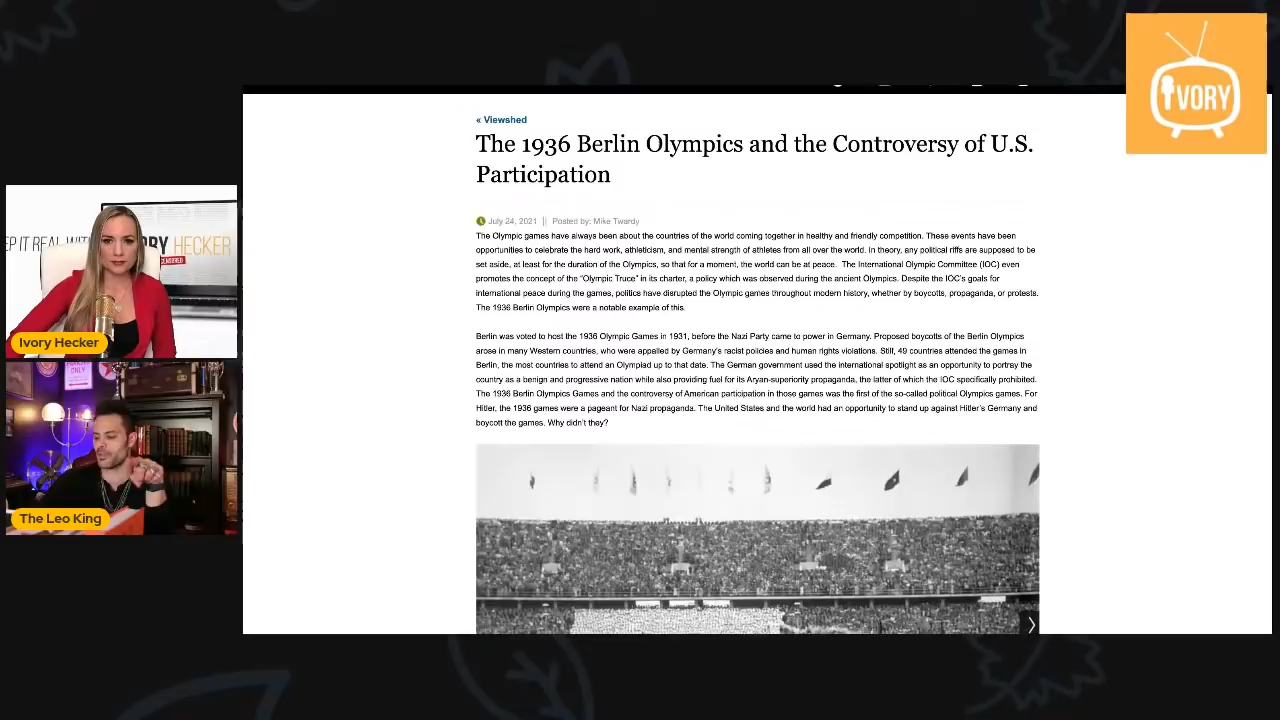 IVORY
« Viewshed
The 1936 Berlin Olympics and the Controversy of U.S.
Participation
July 24, 2021 || Posted by: Mike Twardy
The Olympic games have always been about the countries of the world coming together in healthy and friendly competition. These events have been
opportunities to celebrate the hard work, athleticism, and mental strength of athletes from all over the world. In theory, any political riffs are supposed to be
set aside, at least for the duration of the Olympics, so that for a moment, the world can be at peace. The International Olympic Committee (IOC) even
promotes the concept of the "Olympic Truce" in its charter, a policy which was observed during the ancient Olympics. Despite the IOC's goals for
international peace during the games, politics have disrupted the Olympic games throughout modern history, whether by boycotts, propaganda, or protests.
The 1936 Berlin Olympics were a notable example of this.
Berlin was voted to host the 1936 Olympic Games in 1931, before the Nazi Party came to power in Germany. Proposed boycotts of the Berlin Olympics
arose in many Western countries, who were appalled by Germany's racist policies and human rights violations. Still, 49 countries attended the games in
Berlin, the most countries to attend an Olympiad up to that date. The German government used the international spotlight as an opportunity to portray the
country as a benign and progressive nation while also providing fuel for its Aryan-superiority propaganda, the latter of which the IOC specifically prohibited.
The 1936 Berlin Olympics Games and the controversy of American participation in those games was the first of the so-called political Olympics games. For
Hitler, the 1936 games were a pageant for Nazi propaganda. The United States and the world had an opportunity to stand up against Hitler's Germany and
boycott the games. Why didn't they?
EP IT REAL WITH
ORY HECKER
Ivory Hecker
PARKING
ONLY
The Leo King